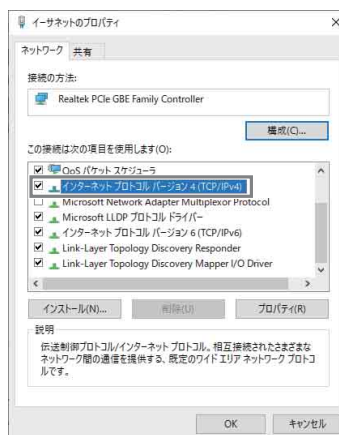 イーサネットのプロパティ
ネットワーク 共有
接続の方法:
Realtek PCIe GBE Family Controller
構成(C)...
この接続は次の項目を使用します(O):
QoS パケット スケジューラ
インターネット プロトコル バージョン 4 (TCP/IPv4)
Microsoft Network Adapter Multiplexor Protocol
Microsoft LLDP プロトコル ドライバー
インターネット プロトコル バージョン 6 (TCP/IPv6)
Link-Layer Topology Discovery Responder
Link-Layer Topology Discovery Mapper I/O Driver
インストール(N)... 削除(U) プロパティ(R)
説明
伝送制御プロトコル/インターネット プロトコル。相互接続されたさまざまな
ネットワーク間の通信を提供する、既定のワイド エリア ネットワーク プロトコ
ルです。
OK キャンセル